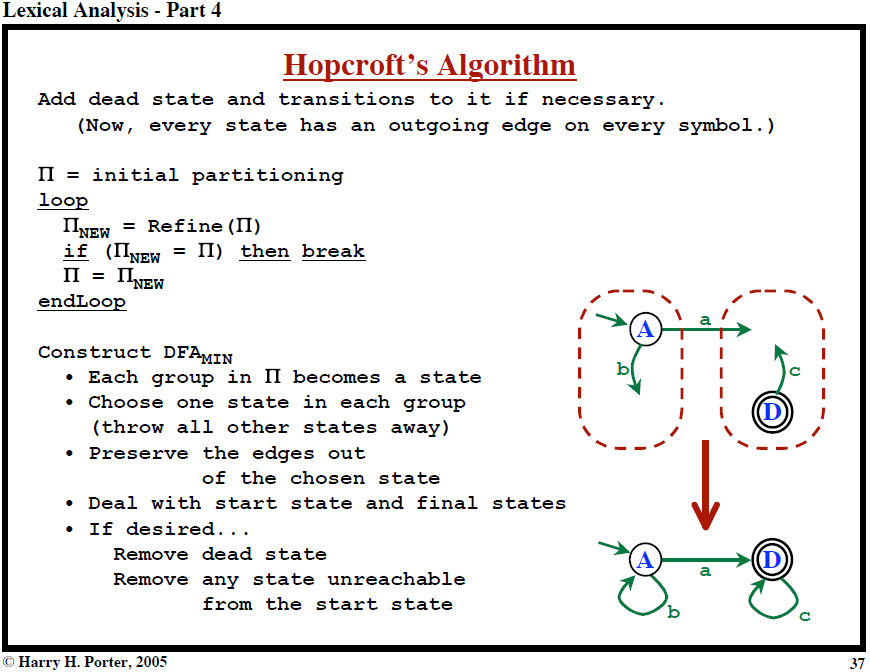 Lexical Analysis - Part 4
Hopcroft's Algorithm
Add dead state and transitions to it if necessary.
(Now, every state has an outgoing edge on every symbol.)
Π = initial partitioning
loop
Π_NEW = Refine(Π)
if (Π_NEW = Π) then break
Π = Π_NEW
endLoop
Construct DFA_MIN
• Each group in Π becomes a state
• Choose one state in each group
(throw all other states away)
• Preserve the edges out
of the chosen state
• Deal with start state and final states
• If desired...
Remove dead state
Remove any state unreachable
from the start state
A a
b c
D
A a D
b c
© Harry H. Porter, 2005 37